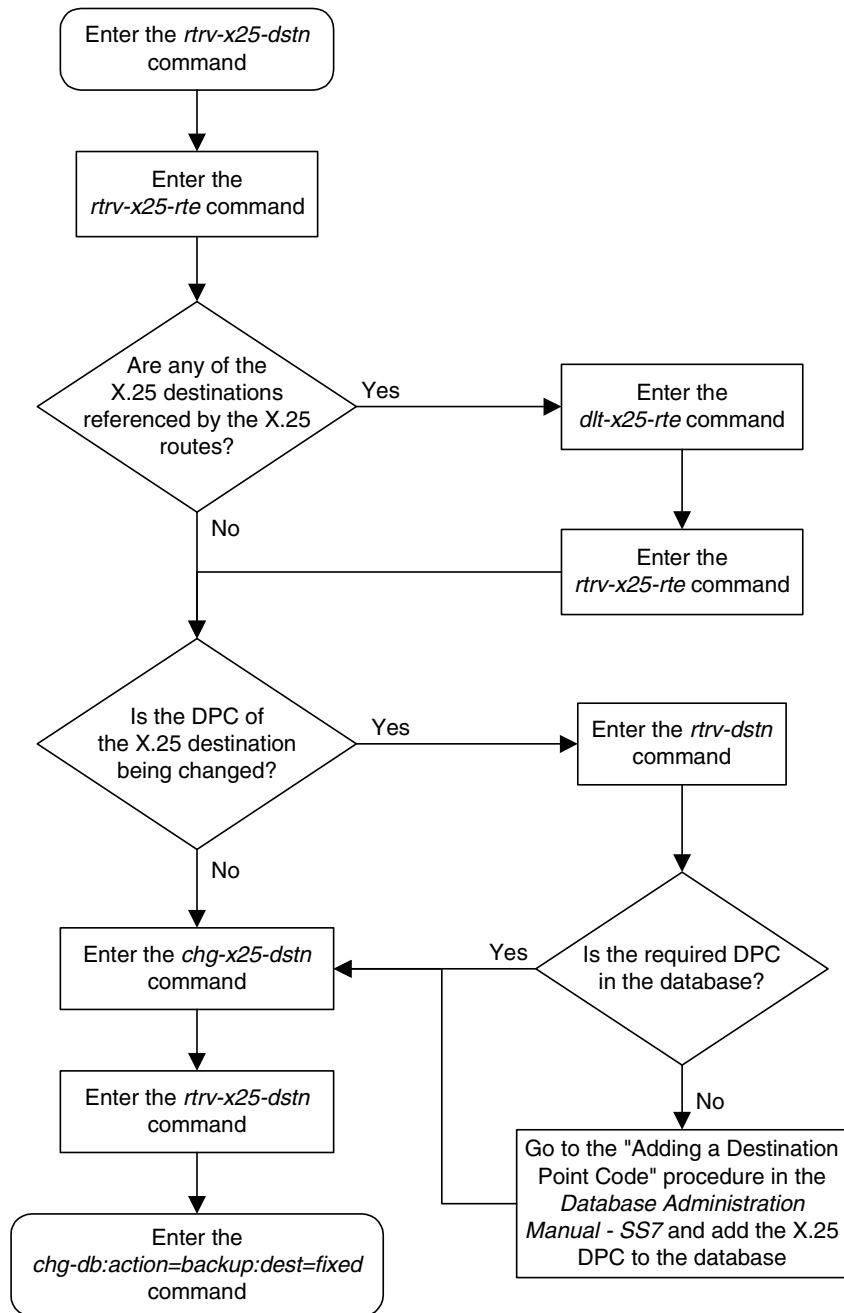 Enter the rtrv-x25-dstn
command
Enter the
rtrv-x25-rte command
Are any of the
X.25 destinations
referenced by the X.25
routes?
Yes
Enter the
dlt-x25-rte command
No
Enter the
rtrv-x25-rte command
Is the DPC of
the X.25 destination
being changed?
Yes
Enter the rtrv-dstn
command
No
Enter the chg-x25-dstn
command
Yes
Is the required DPC
in the database?
Enter the rtrv-x25-dstn
command
No
Go to the "Adding a Destination
Point Code" procedure in the
Database Administration
Manual - SS7 and add the X.25
DPC to the database
Enter the
chg-db:action=backup:dest=fixed
command